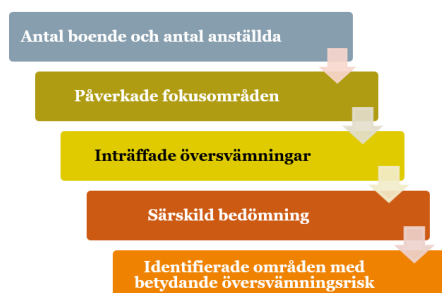 Antal boende och antal anställda
Påverkade fokusområden
Inträffade översvämningar
Särskild bedömning
Identifierade områden med
betydande översvämningsrisk